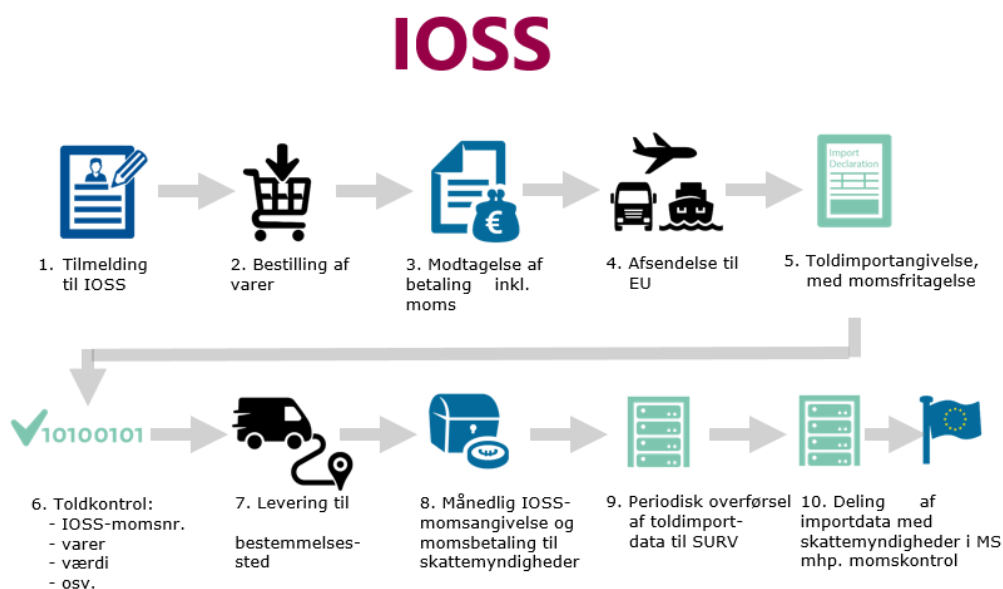 IOSS
Import
Declaration
1. Tilmelding
til IOSS
2. Bestilling af
varer
3. Modtagelse af
betaling inkl.
moms
4. Afsendelse til
EU
5. Toldimportangivelse,
med momsfritagelse
10100101
6. Toldkontrol:
- IOSS-momsnr.
- varer
- værdi
- osv.
7. Levering til
bestemmelses-
sted
8. Månedlig IOSS-
momsangivelse og
momsbetaling til
skattemyndigheder
9. Periodisk overførsel
af toldimport-
data til SURV
10. Deling af
importdata med
skattemyndigheder i MS
mhp. momskontrol